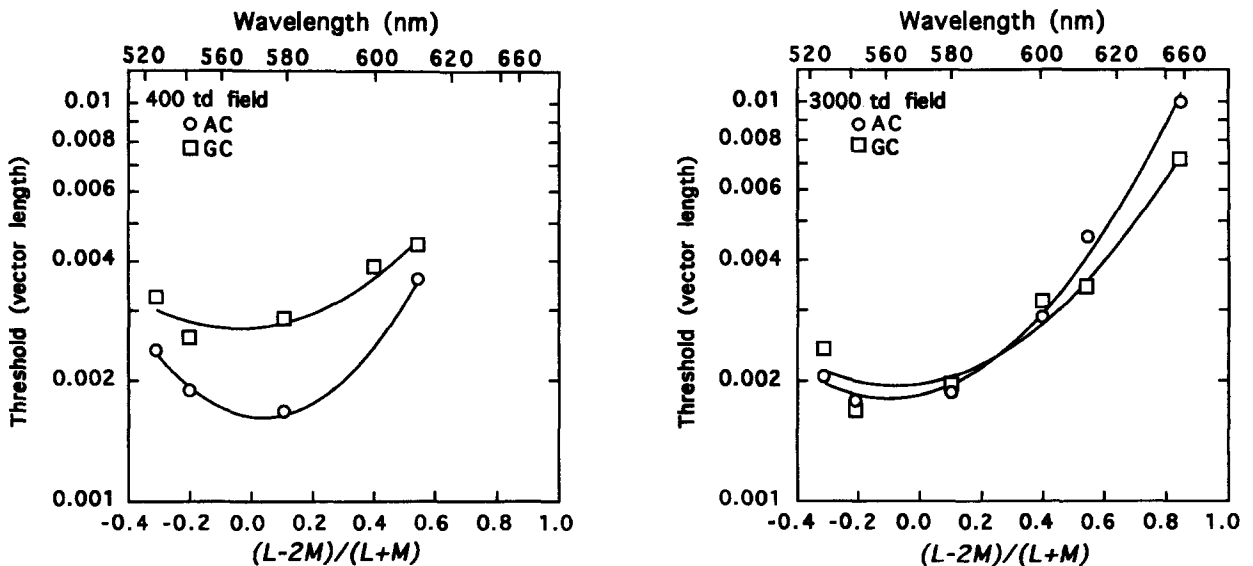 Wavelength (nm)
520 560 580 600 620 660
400 td field
AC
GC
Threshold (vector length)
0.01
0.008
0.006
0.004
0.002
0.001
-0.4 -0.2 0.0 0.2 0.4 0.6 0.8 1.0
(L-2M)/(L+M)
Wavelength (nm)
520 560 580 600 620 660
3000 td field
AC
GC
Threshold (vector length)
0.01
0.008
0.006
0.004
0.002
0.001
-0.4 -0.2 0.0 0.2 0.4 0.6 0.8 1.0
(L-2M)/(L+M)